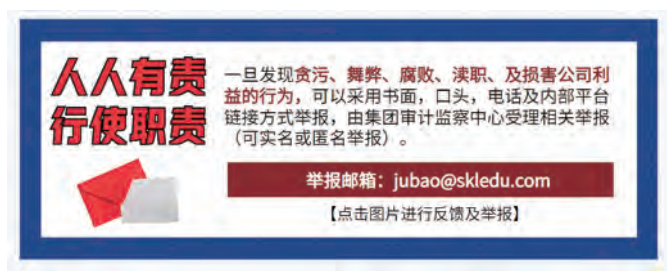 人人有责
行使职责
一旦发现贪污、舞弊、腐败、渎职、及损害公司利
益的行为，可以采用书面，口头，电话及内部平台
链接方式举报，由集团审计监察中心受理相关举报
（可实名或匿名举报）。
举报邮箱：jubao@skledu.com
【点击图片进行反馈及举报】